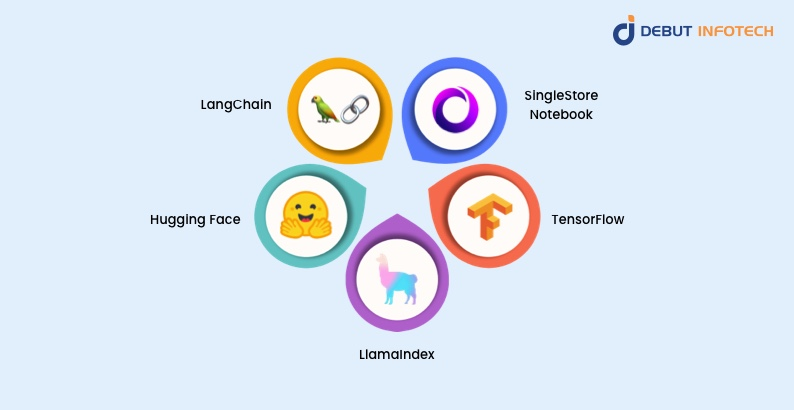 DEBUT INFOTECH
LangChain
SingleStore
Notebook
Hugging Face
TensorFlow
LlamaIndex